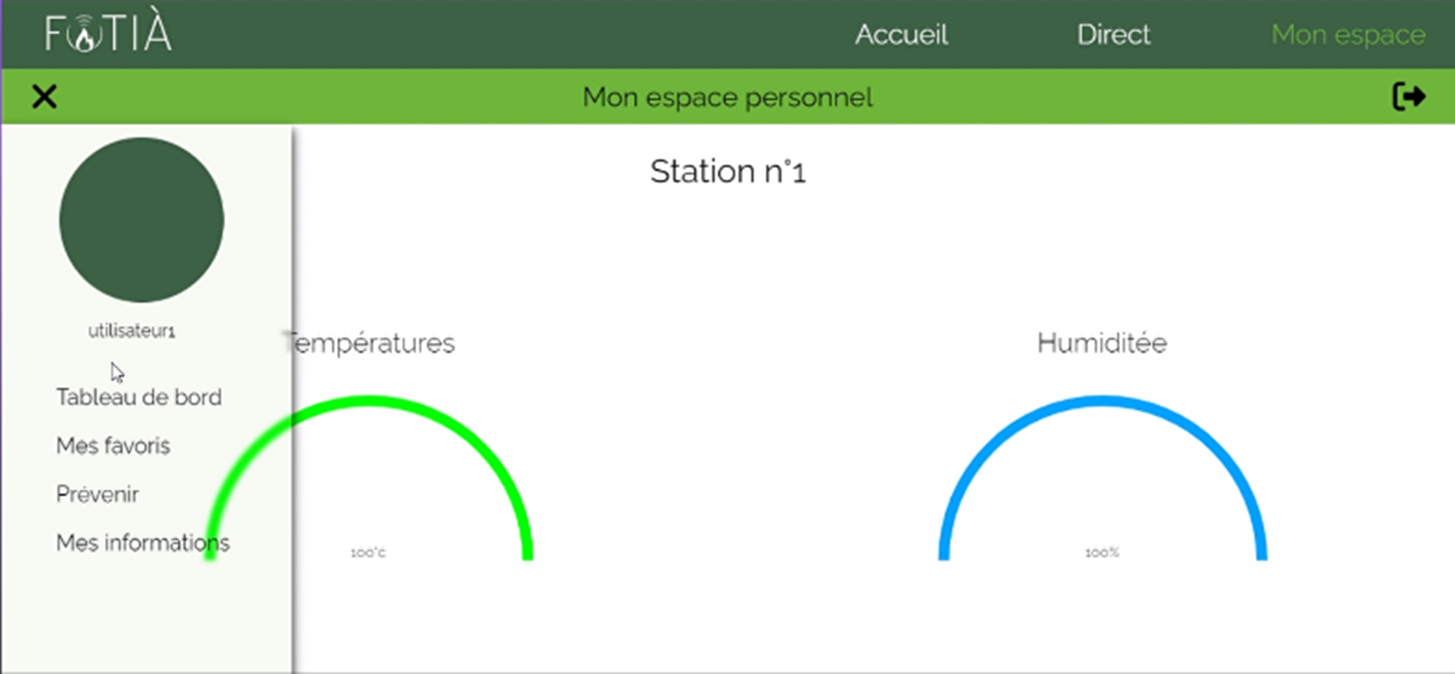 FOTIÀ
Accueil
Direct
Mon espace
Mon espace personnel
Station n°1
utilisateur1
Tableau de bord
Mes favoris
Prévenir
Mes informations
Températures
100°c
Humiditée
100%